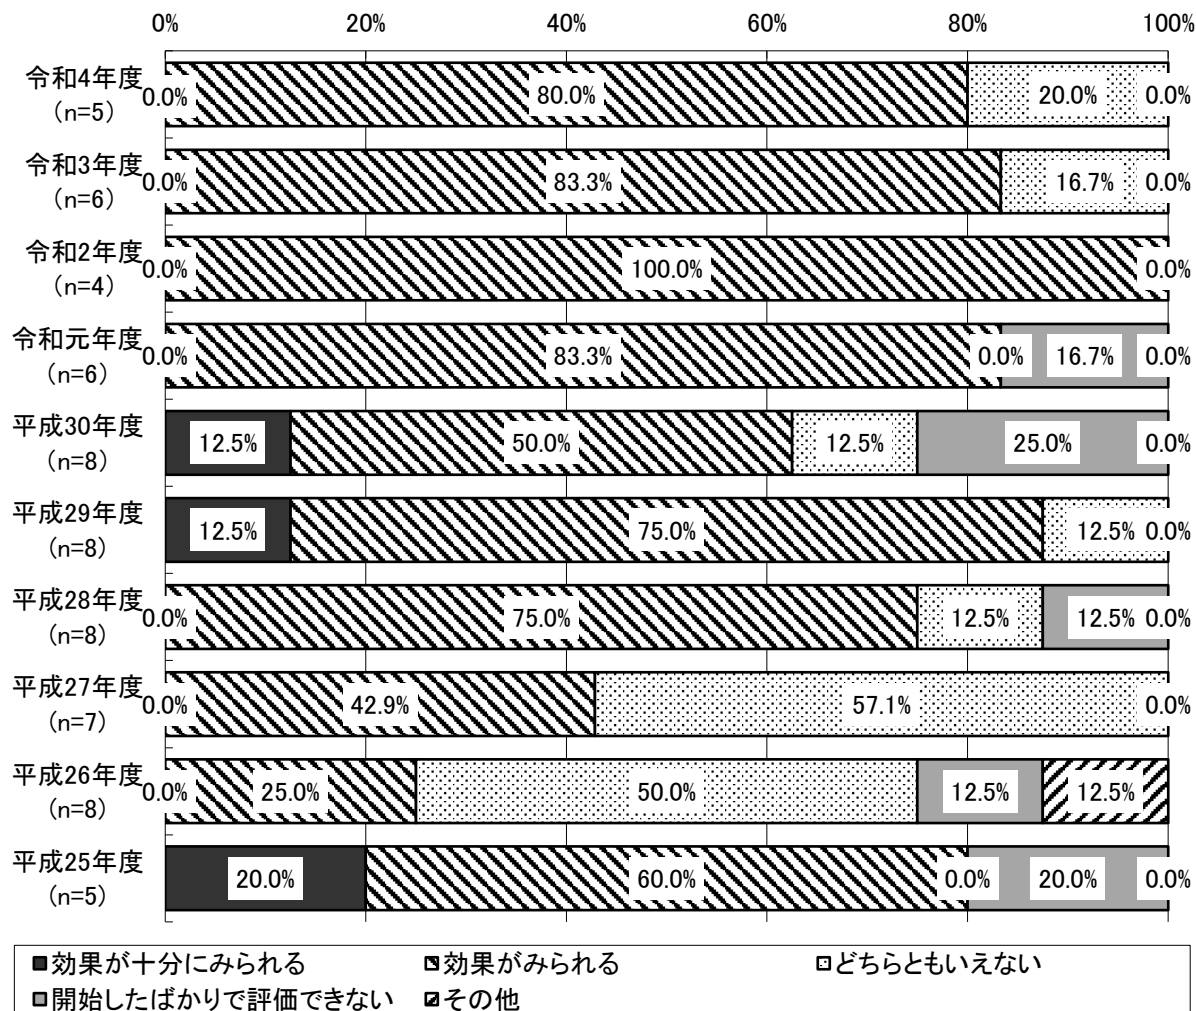 0% 20% 40% 60% 80% 100%
令和4年度
（n=5）
0.0% 80.0% 20.0% 0.0%
令和3年度
（n=6）
0.0% 83.3% 16.7% 0.0%
令和2年度
（n=4）
0.0% 100.0% 0.0%
令和元年度
（n=6）
0.0% 83.3% 0.0% 16.7% 0.0%
平成30年度
（n=8）
12.5% 50.0% 12.5% 25.0% 0.0%
平成29年度
（n=8）
12.5% 75.0% 12.5% 0.0%
平成28年度
（n=8）
0.0% 75.0% 12.5% 12.5% 0.0%
平成27年度
（n=7）
0.0% 42.9% 57.1% 0.0%
平成26年度
（n=8）
0.0% 25.0% 50.0% 12.5% 12.5%
平成25年度
（n=5）
20.0% 60.0% 0.0% 20.0% 0.0%
効果が十分にみられる 効果がみられる どちらともいえない
開始したばかりで評価できない その他